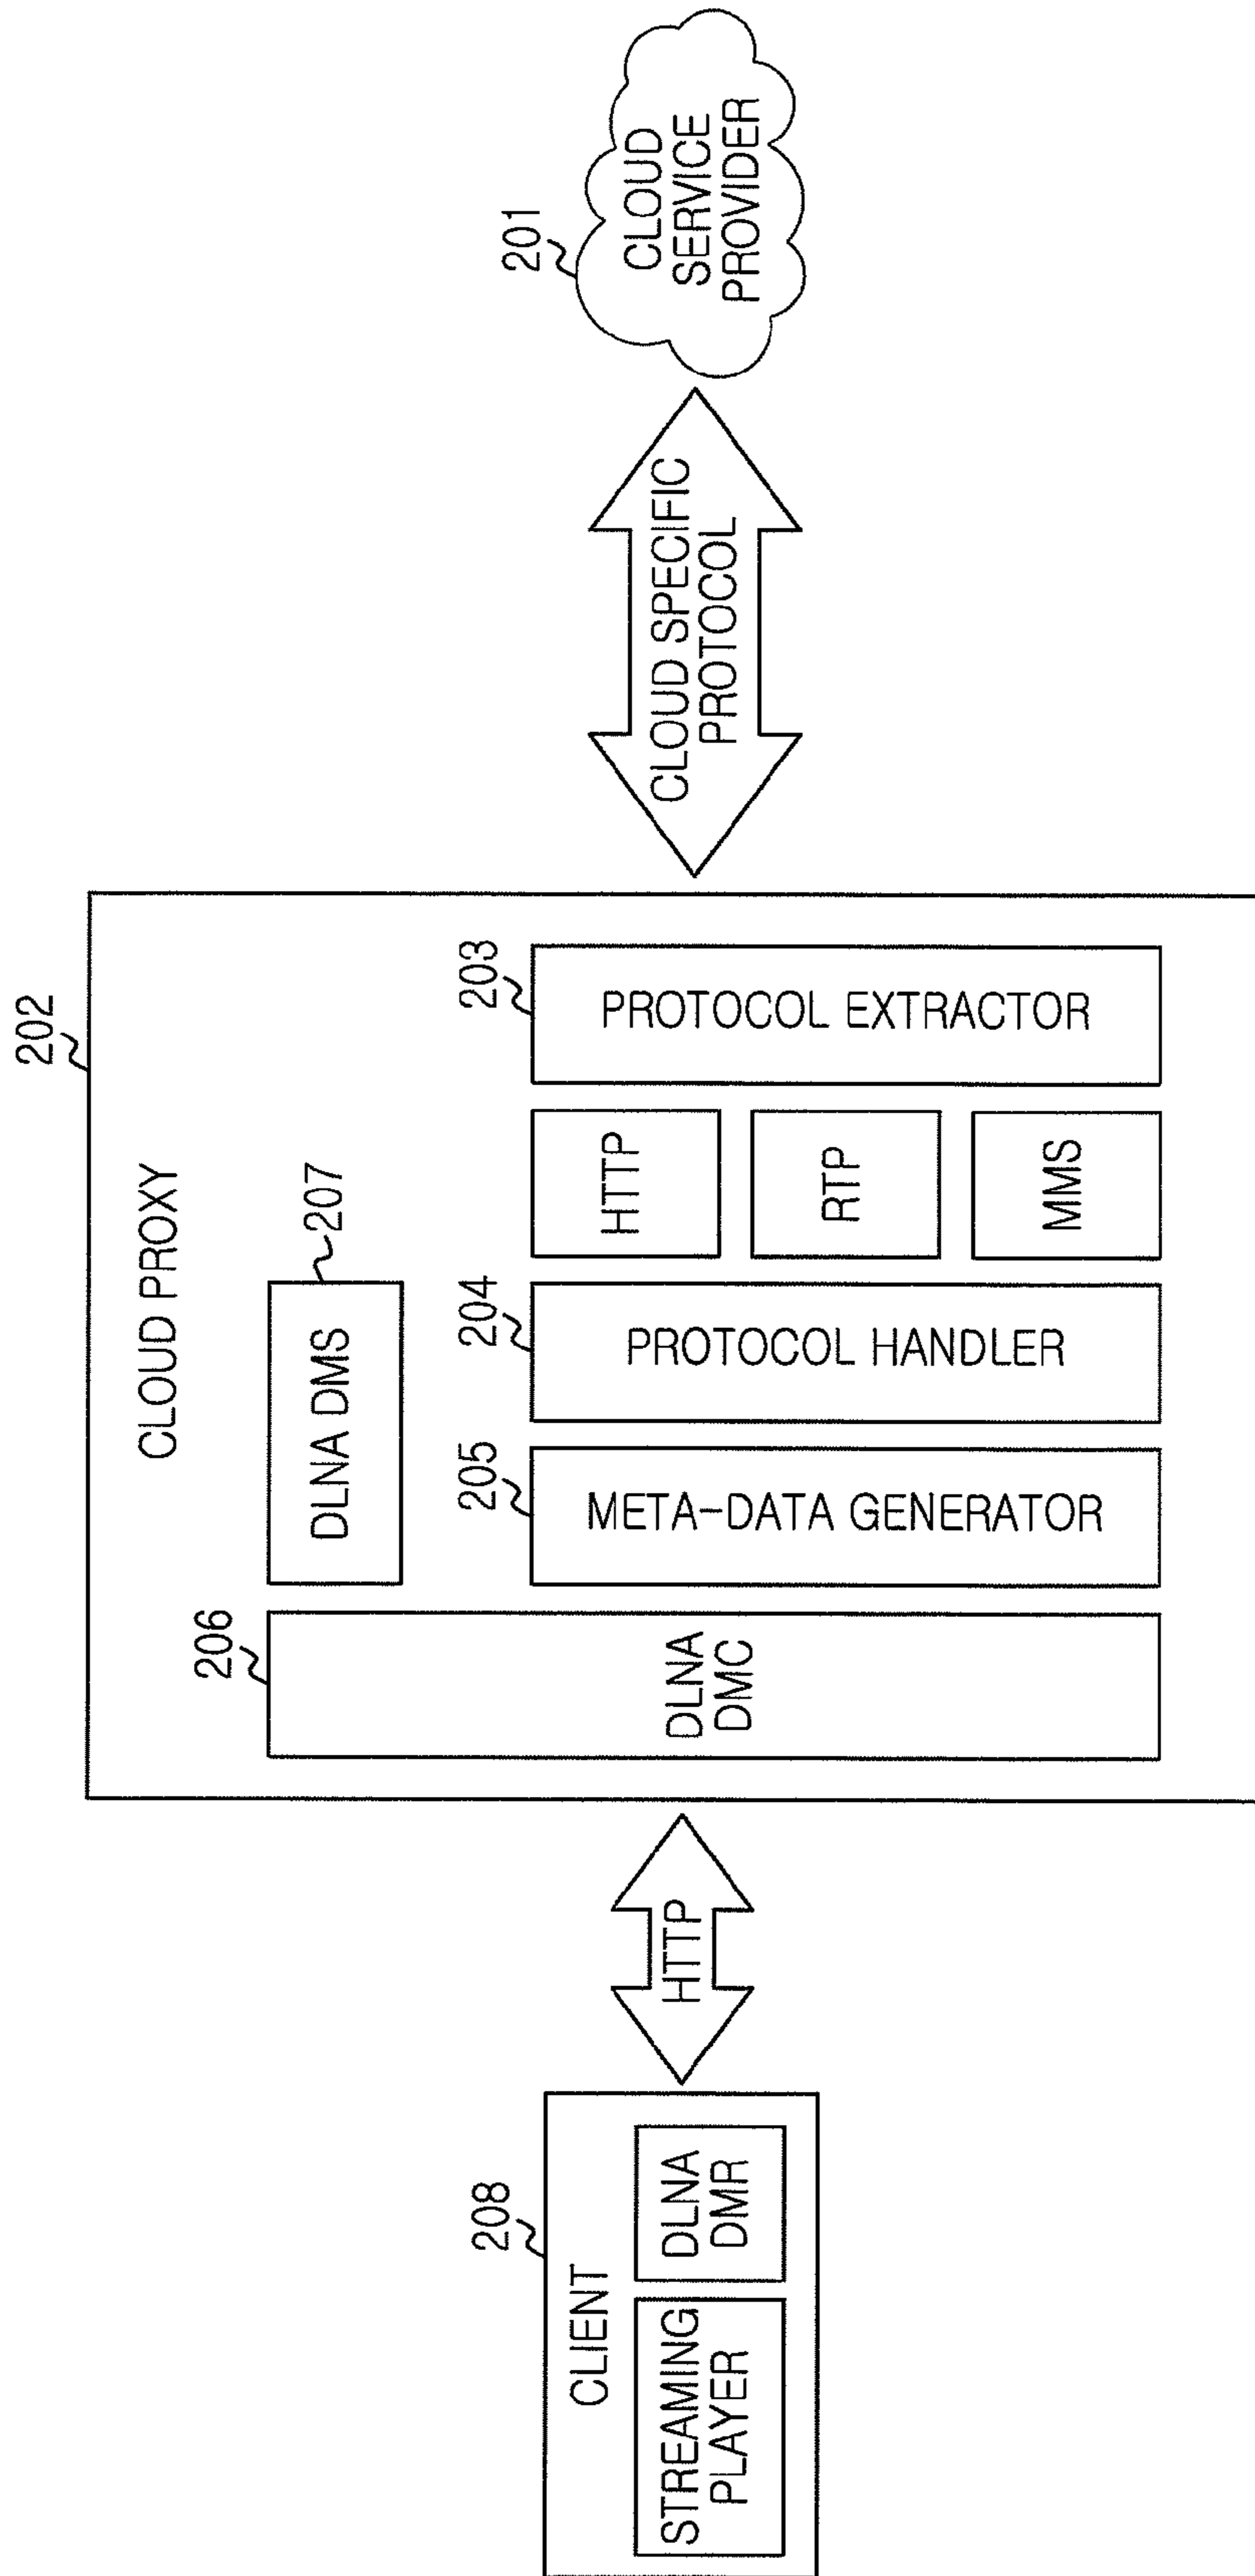 208
CLIENT
STREAMING
PLAYER
DLNA
DMR
HTTP
202
CLOUD PROXY
206
DLNA
DMC
DLNA DMS
207
205
META-DATA GENERATOR
204
PROTOCOL HANDLER
HTTP
RTP
MMS
203
PROTOCOL EXTRACTOR
CLOUD SPECIFIC
PROTOCOL
201
CLOUD
SERVICE
PROVIDER